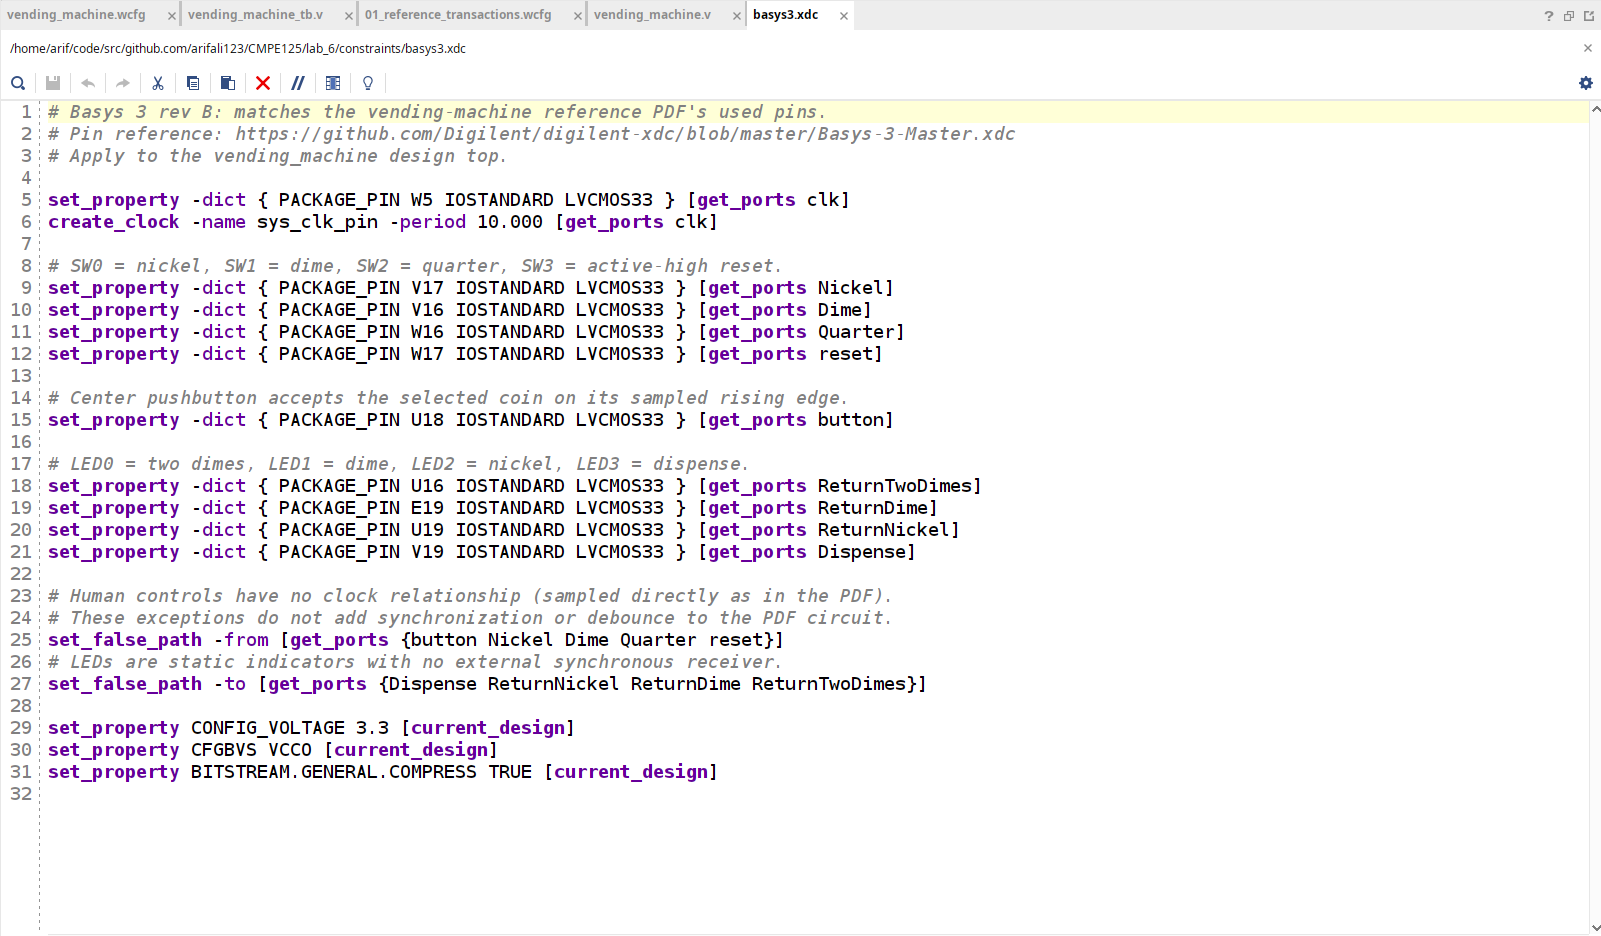 vending_machine.wcfg × vending_machine_tb.v × 01_reference_transactions.wcfg × vending_machine.v × basys3.xdc ×
/home/arif/code/src/github.com/arifali123/CMPE125/lab_6/constraints/basys3.xdc
1 # Basys 3 rev B: matches the vending-machine reference PDF's used pins.
2 # Pin reference: https://github.com/Digilent/digilent-xdc/blob/master/Basys-3-Master.xdc
3 # Apply to the vending_machine design top.
4
5 set_property -dict { PACKAGE_PIN W5 IOSTANDARD LVCMOS33 } [get_ports clk]
6 create_clock -name sys_clk_pin -period 10.000 [get_ports clk]
7
8 # SW0 = nickel, SW1 = dime, SW2 = quarter, SW3 = active-high reset.
9 set_property -dict { PACKAGE_PIN V17 IOSTANDARD LVCMOS33 } [get_ports Nickel]
10 set_property -dict { PACKAGE_PIN V16 IOSTANDARD LVCMOS33 } [get_ports Dime]
11 set_property -dict { PACKAGE_PIN W16 IOSTANDARD LVCMOS33 } [get_ports Quarter]
12 set_property -dict { PACKAGE_PIN W17 IOSTANDARD LVCMOS33 } [get_ports reset]
13
14 # Center pushbutton accepts the selected coin on its sampled rising edge.
15 set_property -dict { PACKAGE_PIN U18 IOSTANDARD LVCMOS33 } [get_ports button]
16
17 # LED0 = two dimes, LED1 = dime, LED2 = nickel, LED3 = dispense.
18 set_property -dict { PACKAGE_PIN U16 IOSTANDARD LVCMOS33 } [get_ports ReturnTwoDimes]
19 set_property -dict { PACKAGE_PIN E19 IOSTANDARD LVCMOS33 } [get_ports ReturnDime]
20 set_property -dict { PACKAGE_PIN U19 IOSTANDARD LVCMOS33 } [get_ports ReturnNickel]
21 set_property -dict { PACKAGE_PIN V19 IOSTANDARD LVCMOS33 } [get_ports Dispense]
22
23 # Human controls have no clock relationship (sampled directly as in the PDF).
24 # These exceptions do not add synchronization or debounce to the PDF circuit.
25 set_false_path -from [get_ports {button Nickel Dime Quarter reset}]
26 # LEDs are static indicators with no external synchronous receiver.
27 set_false_path -to [get_ports {Dispense ReturnNickel ReturnDime ReturnTwoDimes}]
28
29 set_property CONFIG_VOLTAGE 3.3 [current_design]
30 set_property CFGBVS VCCO [current_design]
31 set_property BITSTREAM.GENERAL.COMPRESS TRUE [current_design]
32